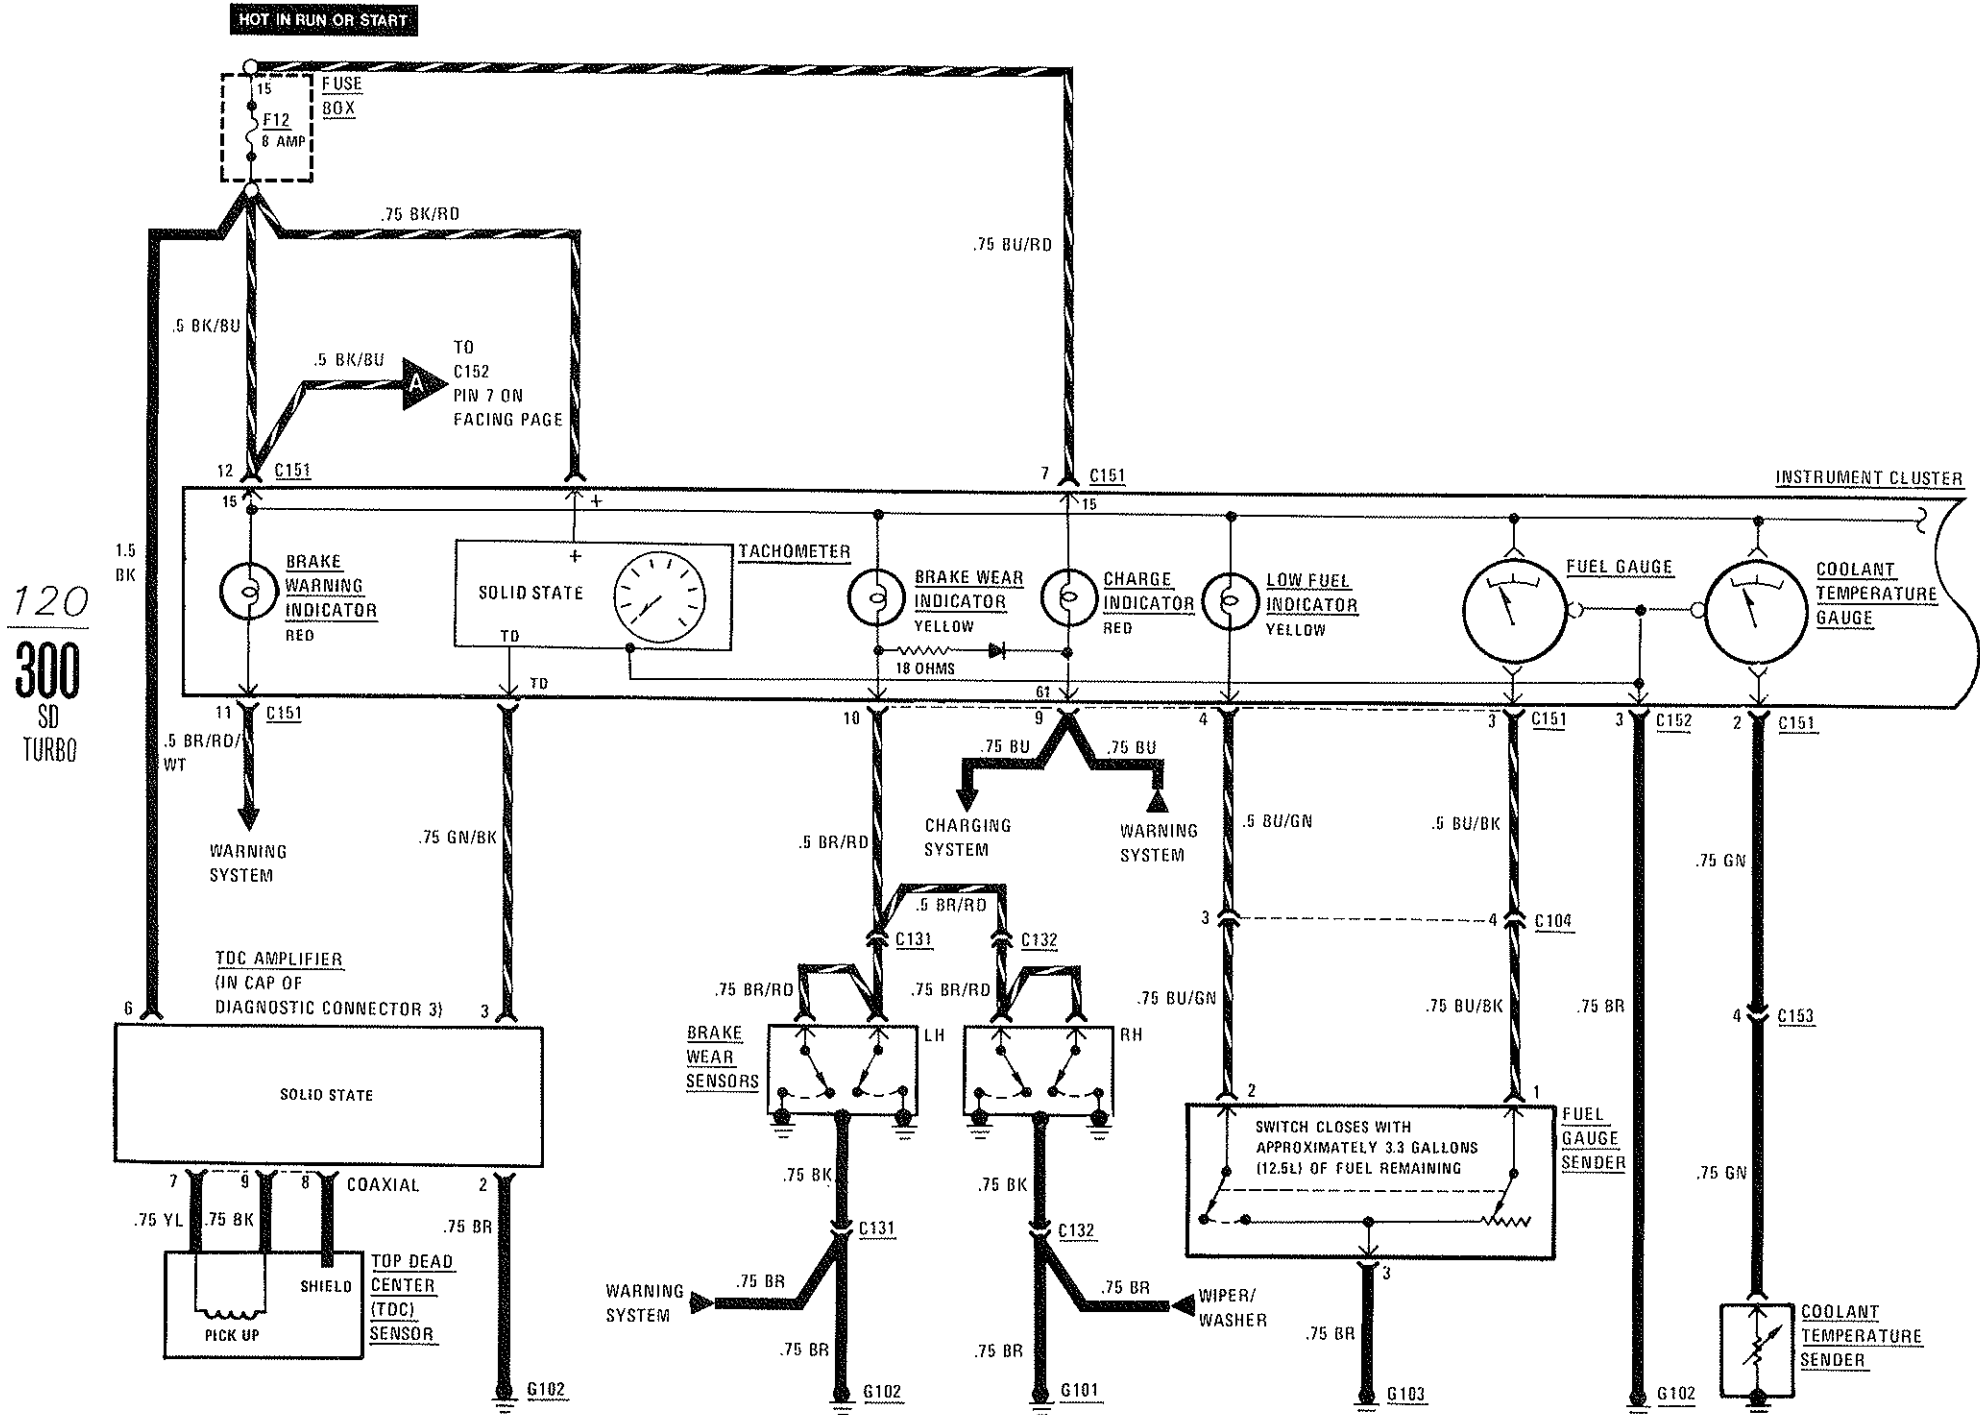 HOT IN RUN OR START
15
FUSE
BOX
F12
8 AMP
.75 BK/RD
.75 BU/RD
.5 BK/BU
.5 BK/BU
A
TO
C152
PIN 7 ON
FACING PAGE
12
C151
7
C151
INSTRUMENT CLUSTER
15
+
15
1.5
BK
BRAKE
WARNING
INDICATOR
RED
+
SOLID STATE
TACHOMETER
TD
TD
BRAKE WEAR
INDICATOR
YELLOW
18 OHMS
CHARGE
INDICATOR
RED
61
LOW FUEL
INDICATOR
YELLOW
FUEL GAUGE
COOLANT
TEMPERATURE
GAUGE
120
300
SD
TURBO
11
C151
10
9
4
3
C151
3
C152
2
C151
.5 BR/RD/
WT
.75 BU
.75 BU
WARNING
SYSTEM
.75 GN/BK
.5 BR/RD
CHARGING
SYSTEM
WARNING
SYSTEM
.5 BU/GN
.5 BU/BK
.75 GN
.5 BR/RD
3
4
C104
C131
C132
TDC AMPLIFIER
(IN CAP OF
DIAGNOSTIC CONNECTOR 3)
6
3
.75 BR/RD
.75 BR/RD
.75 BU/GN
.75 BU/BK
.75 BR
4
C153
BRAKE
WEAR
SENSORS
LH
RH
SOLID STATE
2
1
SWITCH CLOSES WITH
APPROXIMATELY 3.3 GALLONS
(12.5L) OF FUEL REMAINING
FUEL
GAUGE
SENDER
7
9
8
COAXIAL
2
.75 YL
.75 BK
.75 BR
.75 BK
.75 BK
.75 GN
C131
C132
SHIELD
PICK UP
TOP DEAD
CENTER
(TDC)
SENSOR
WARNING
SYSTEM
.75 BR
.75 BR
WIPER/
WASHER
3
.75 BR
.75 BR
.75 BR
COOLANT
TEMPERATURE
SENDER
G102
G102
G101
G103
G102